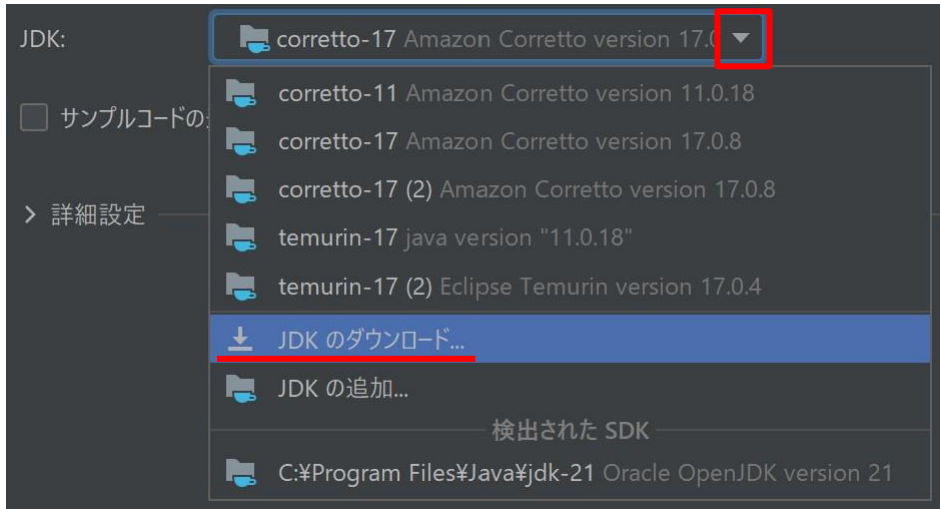 JDK:
corretto-17 Amazon Corretto version 17.0
corretto-11 Amazon Corretto version 11.0.18
サンプルコードの
corretto-17 Amazon Corretto version 17.0.8
corretto-17 (2) Amazon Corretto version 17.0.8
詳細設定
temurin-17 java version "11.0.18"
temurin-17 (2) Eclipse Temurin version 17.0.4
JDK のダウンロード...
JDK の追加...
検出された SDK
C:¥Program Files¥Java¥jdk-21 Oracle OpenJDK version 21